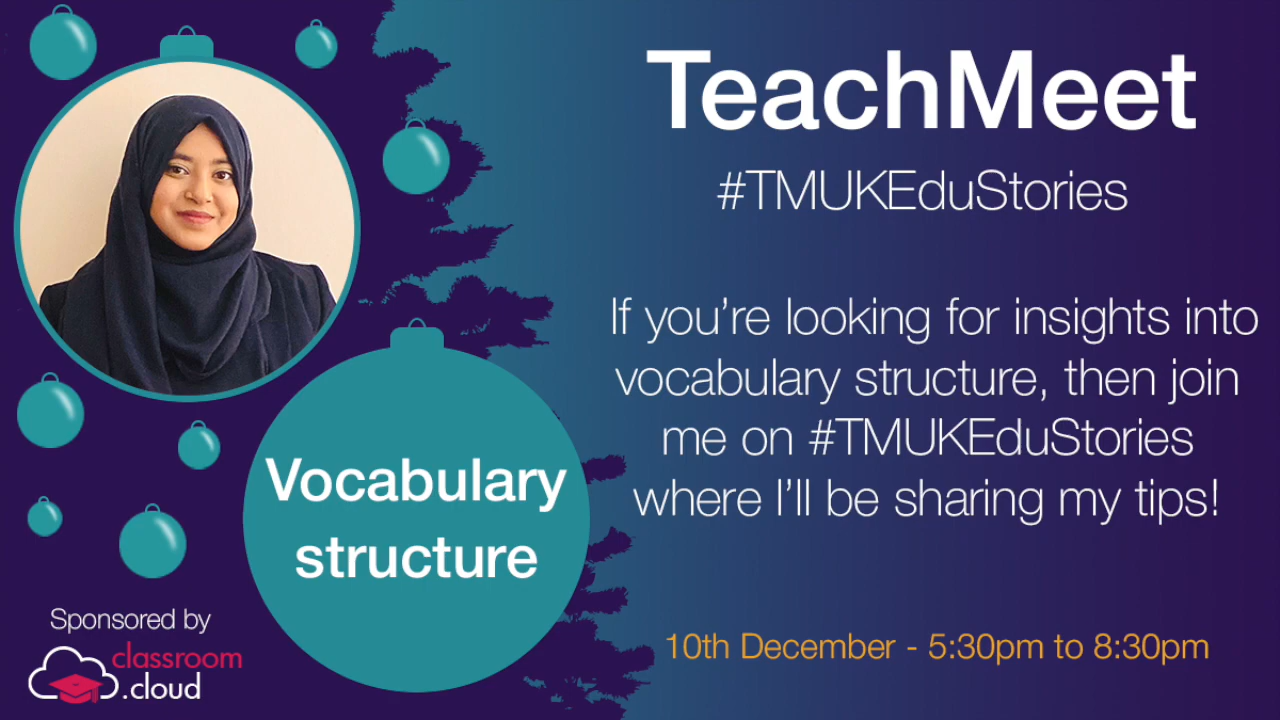 TeachMeet
#TMUKEduStories
If you're looking for insights into
vocabulary structure, then join
me on #TMUKEduStories
where I'll be sharing my tips!
10th December - 5:30pm to 8:30pm
Vocabulary
structure
Sponsored by
classroom
.cloud